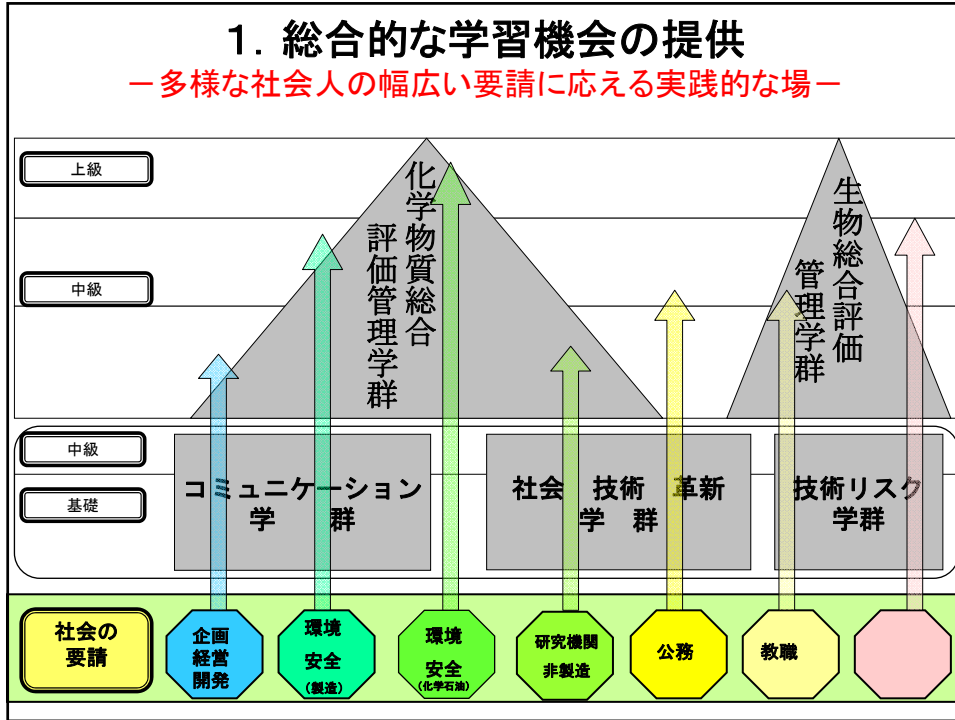 １．総合的な学習機会の提供
－多様な社会人の幅広い要請に応える実践的な場－
上級
中級
化学物質総合
評価管理学群
生物総合評価
管理学群
中級
基礎
コミュニケーション
学　群
社会　技術　革新
学　群
技術リスク
学群
社会の
要請
企画
経営
開発
環境
安全
（製造）
環境
安全
（化学石油）
研究機関
非製造
公務
教職